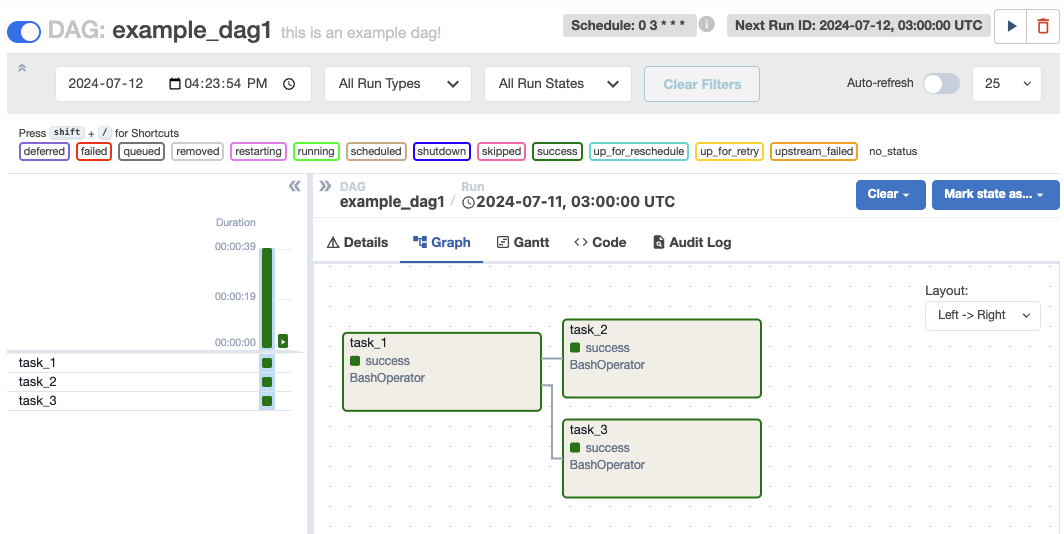 DAG: example_dag1 this is an example dag!
Schedule: 0 3 * * *
Next Run ID: 2024-07-12, 03:00:00 UTC
2024-07-12 04:23:54 PM
All Run Types
All Run States
Clear Filters
Auto-refresh
25
Press shift + / for Shortcuts
deferred failed queued removed restarting running scheduled shutdown skipped success up_for_reschedule up_for_retry upstream_failed no_status
DAG
example_dag1
/
Run
2024-07-11, 03:00:00 UTC
Clear
Mark state as...
Duration
00:00:39
00:00:19
00:00:00
task_1
task_2
task_3
Details
Graph
Gantt
Code
Audit Log
Layout:
Left -> Right
task_1
success
BashOperator
task_2
success
BashOperator
task_3
success
BashOperator